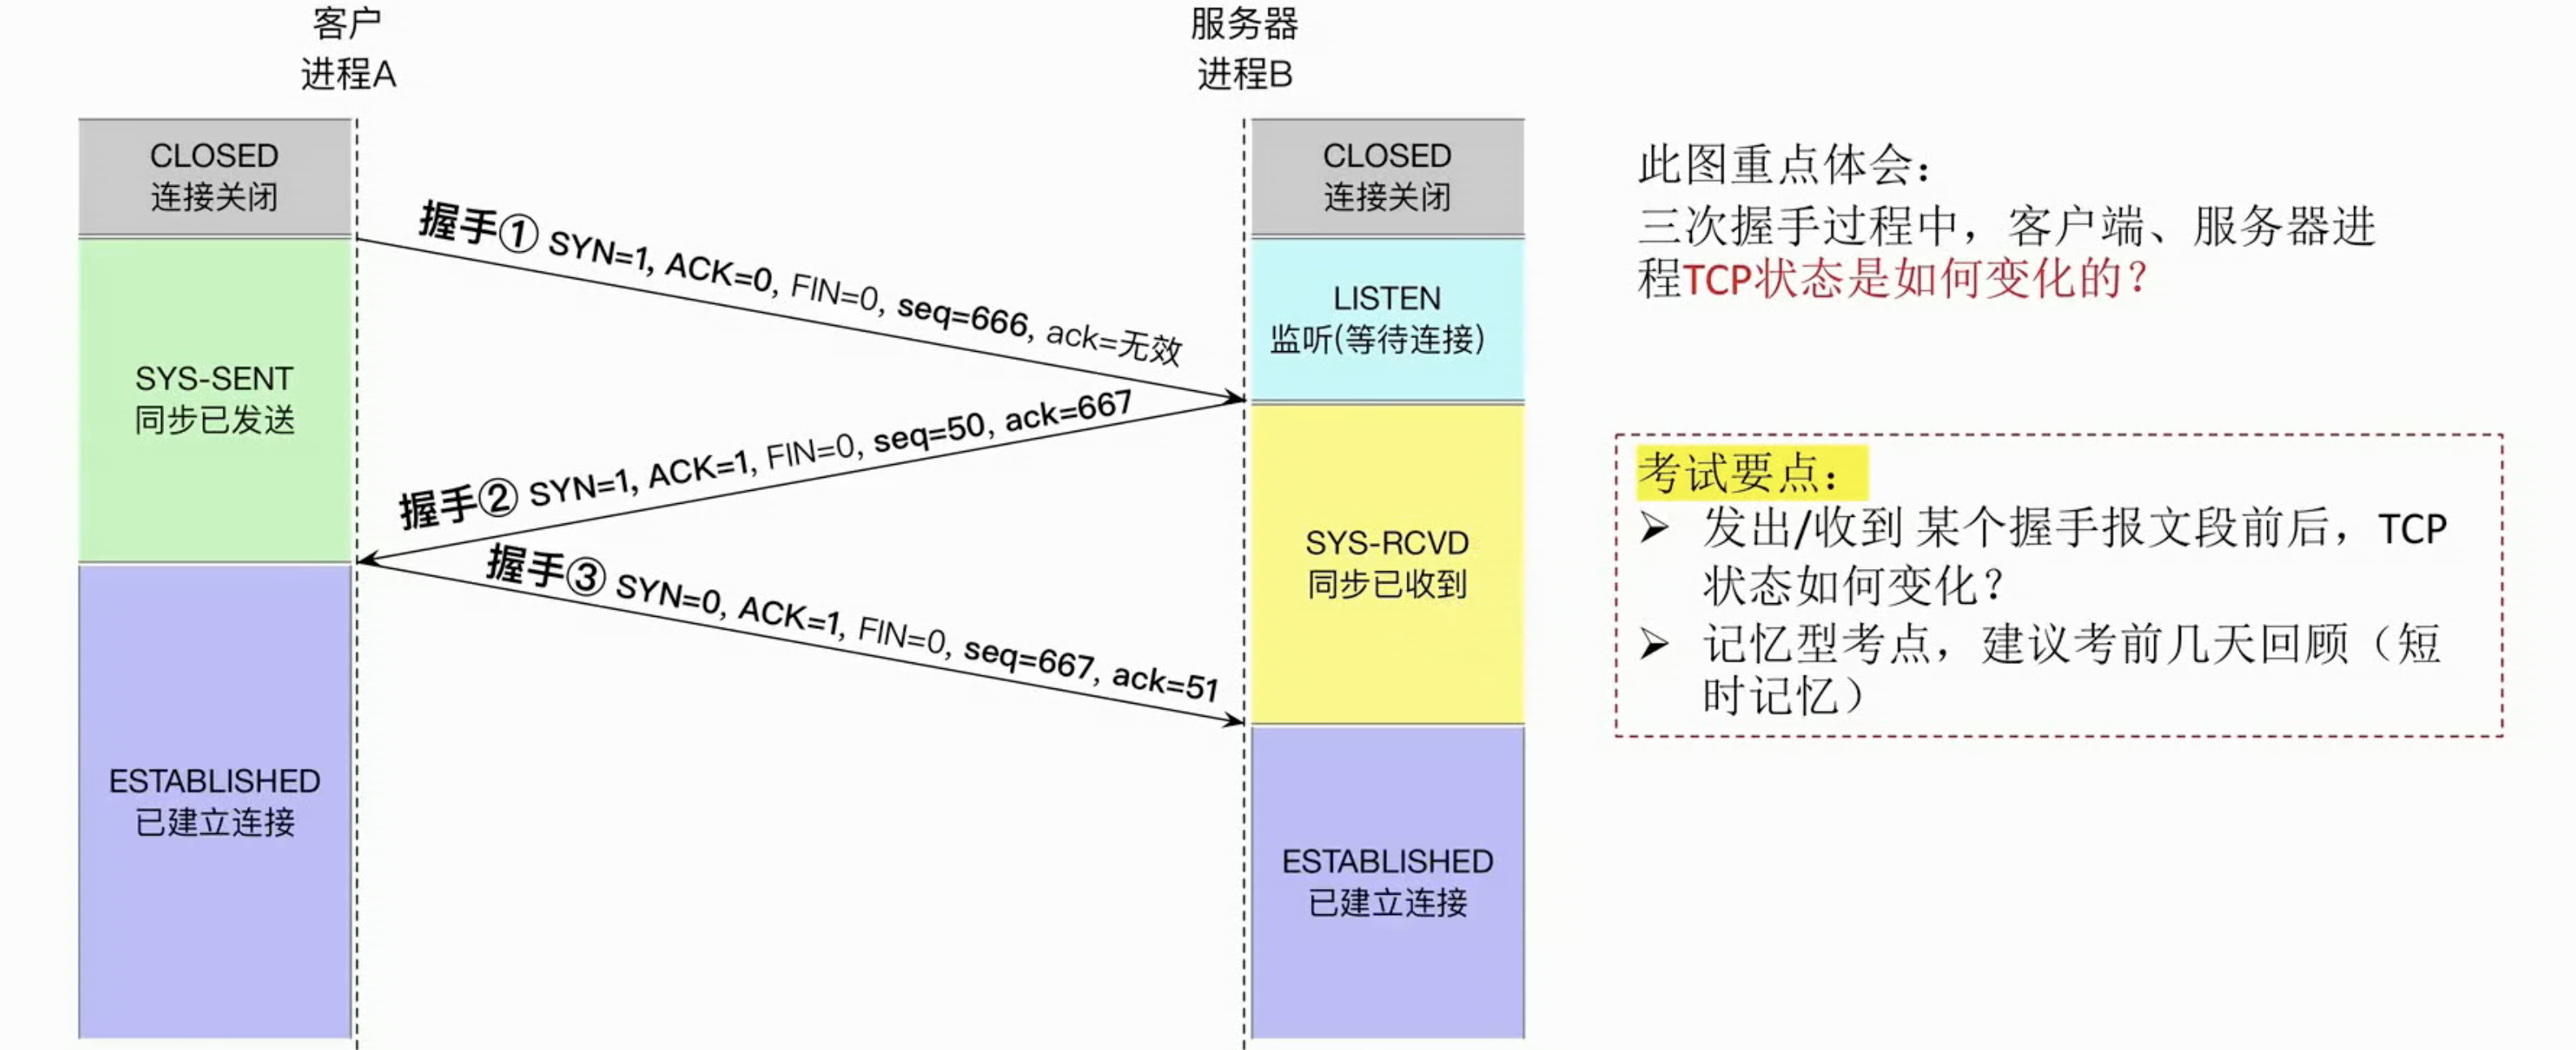 客户
进程A
服务器
进程B
CLOSED
连接关闭
SYS-SENT
同步已发送
ESTABLISHED
已建立连接
握手① SYN=1, ACK=0, FIN=0, seq=666, ack=无效
握手② SYN=1, ACK=1, FIN=0, seq=50, ack=667
握手③ SYN=0, ACK=1, FIN=0, seq=667, ack=51
CLOSED
连接关闭
LISTEN
监听(等待连接)
SYS-RCVD
同步已收到
ESTABLISHED
已建立连接
此图重点体会：
三次握手过程中，客户端、服务器进
程TCP状态是如何变化的？
考试要点：
➢ 发出/收到 某个握手报文段前后，TCP
状态如何变化？
➢ 记忆型考点，建议考前几天回顾（短
时记忆）